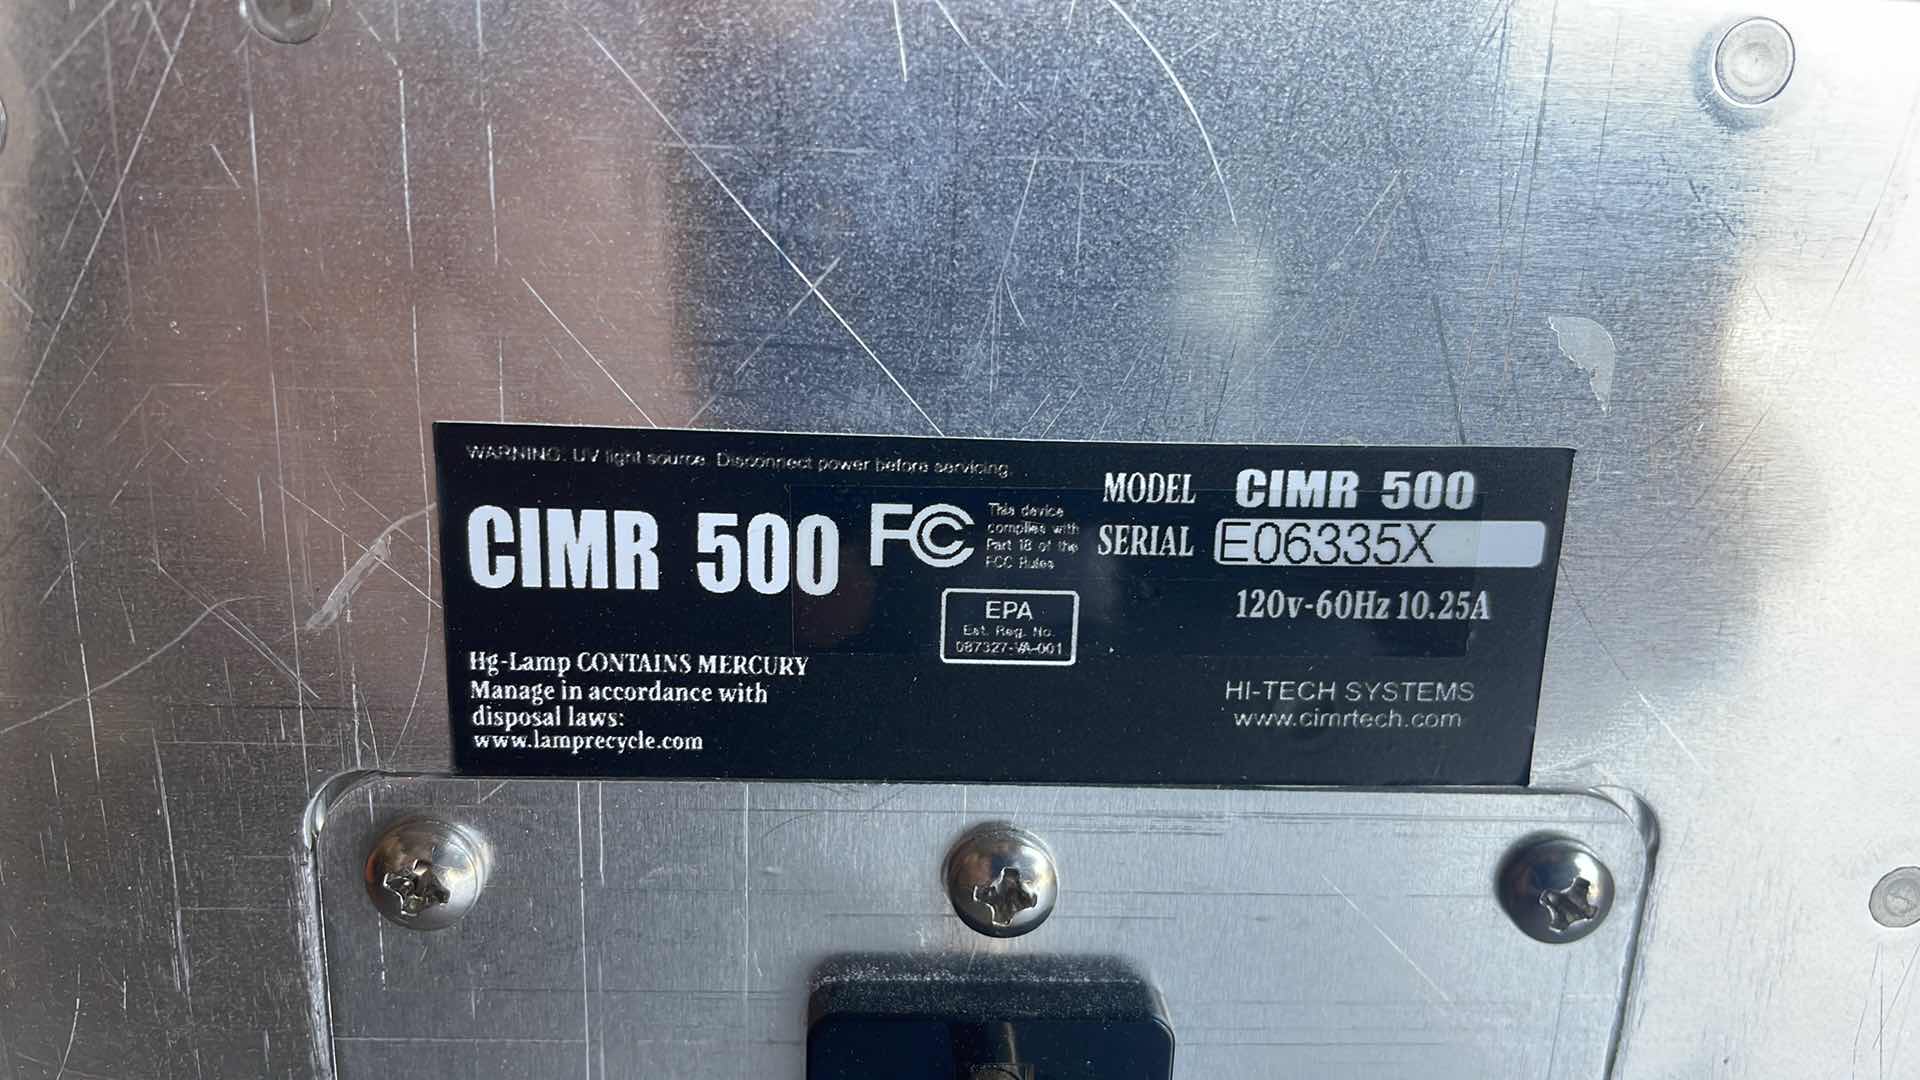 WARNING: UV light source. Disconnect power before servicing.
CIMR 500
FC
This device
complies with
Part 18 of the
FCC Rules
MODEL CIMR 500
SERIAL E06335X
120v-60Hz 10.25A
EPA
Est. Reg. No.
087327-VA-001
Hg-Lamp CONTAINS MERCURY
Manage in accordance with
disposal laws:
www.lamprecycle.com
HI-TECH SYSTEMS
www.cimrtech.com